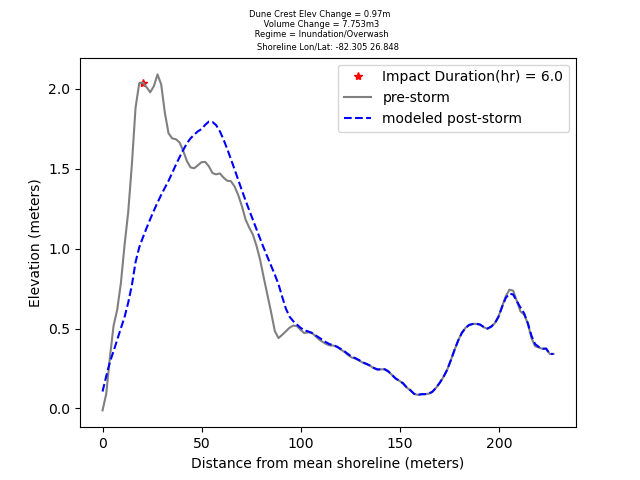 Dune Crest Elev Change = 0.97m
Volume Change = 7.753m3
Regime = Inundation/Overwash
Shoreline Lon/Lat: -82.305 26.848
Impact Duration(hr) = 6.0
pre-storm
modeled post-storm
Elevation (meters)
2.0
1.5
1.0
0.5
0.0
0
50
100
150
200
Distance from mean shoreline (meters)